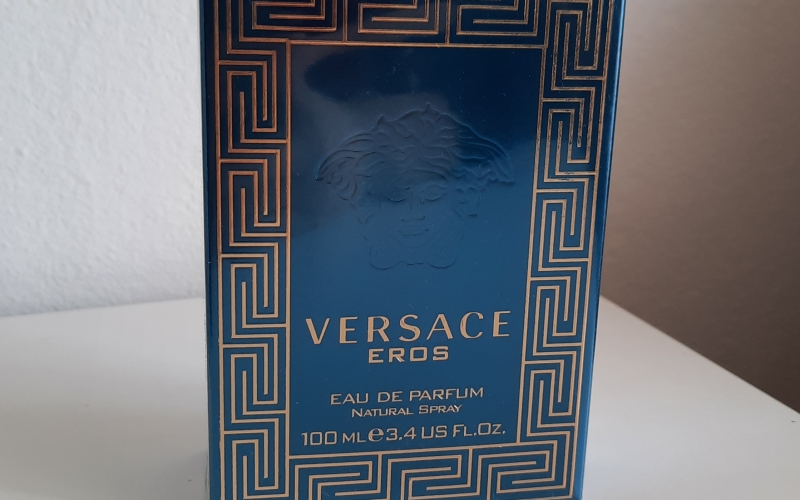 VERSACE
EROS
EAU DE PARFUM
NATURAL SPRAY
100 ML e 3.4 US FL.OZ.